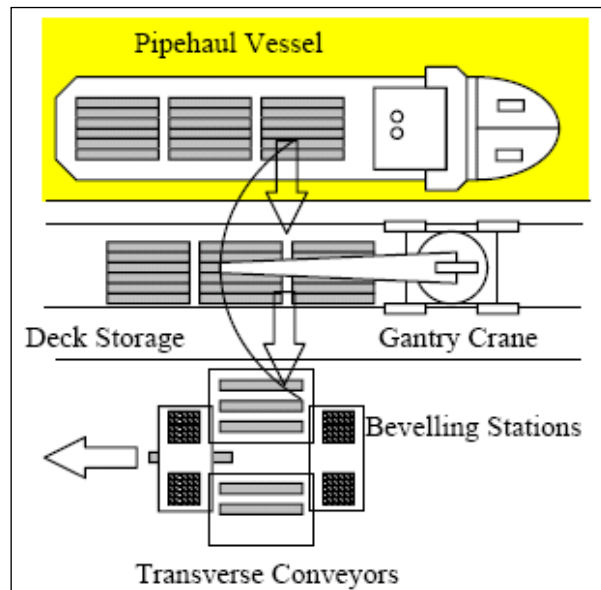 Pipehaul Vessel
Deck Storage
Gantry Crane
Bevelling Stations
Transverse Conveyors